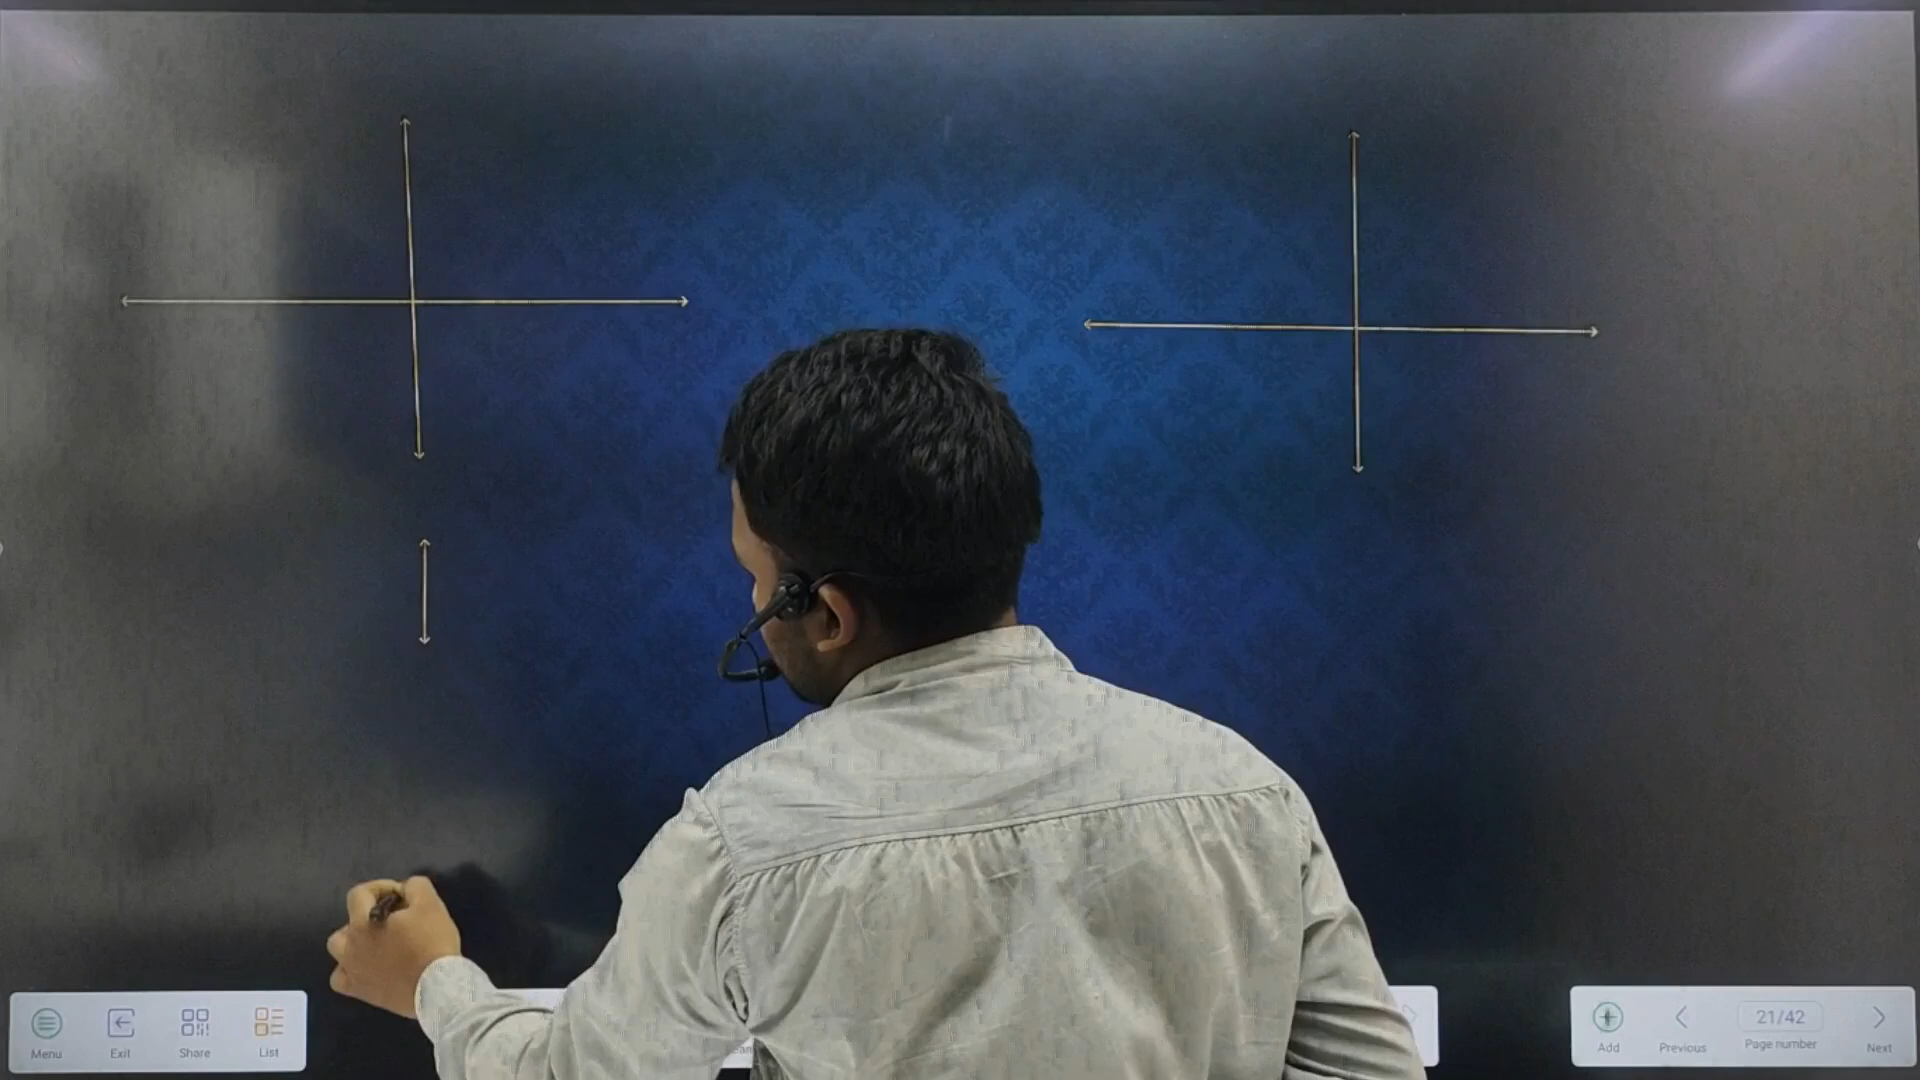 Menu
Exit
Share
List
Add
Previous
21/42
Page number
Next